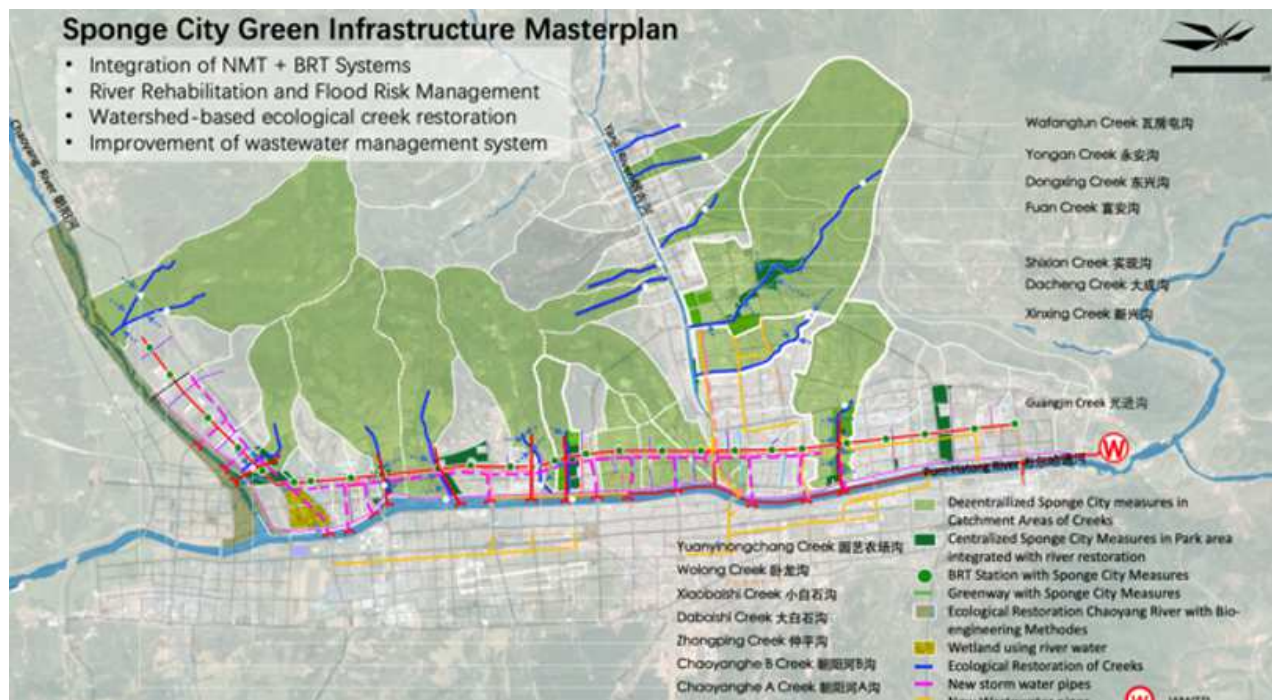 Sponge City Green Infrastructure Masterplan
• Integration of NMT + BRT Systems
• River Rehabilitation and Flood Risk Management
• Watershed-based ecological creek restoration
• Improvement of wastewater management system
Chaoyang River 朝阳河
Wafangtun Creek 瓦房屯沟
Yongan Creek 永安沟
Dongxing Creek 东兴沟
Fuan Creek 富安沟
Shixian Creek 实现沟
Dacheng Creek 大成沟
Xinxing Creek 新兴沟
Guangjin Creek 光进沟
W
River
Yuanyinongchang Creek 园艺农场沟
Wolong Creek 卧龙沟
Xiaobaishi Creek 小白石沟
Dabaishi Creek 大白石沟
Zhongping Creek 仲平沟
Chaoyanghe B Creek 朝阳河B沟
Chaoyanghe A Creek 朝阳河A沟
Dezentrallized Sponge City measures in
Catchment Areas of Creeks
Centralized Sponge City Measures in Park area
integrated with river restoration
BRT Station with Sponge City Measures
Greenway with Sponge City Measures
Ecological Restoration Chaoyang River with Bio-
engineering Methodes
Wetland using river water
Ecological Restoration of Creeks
New storm water pipes